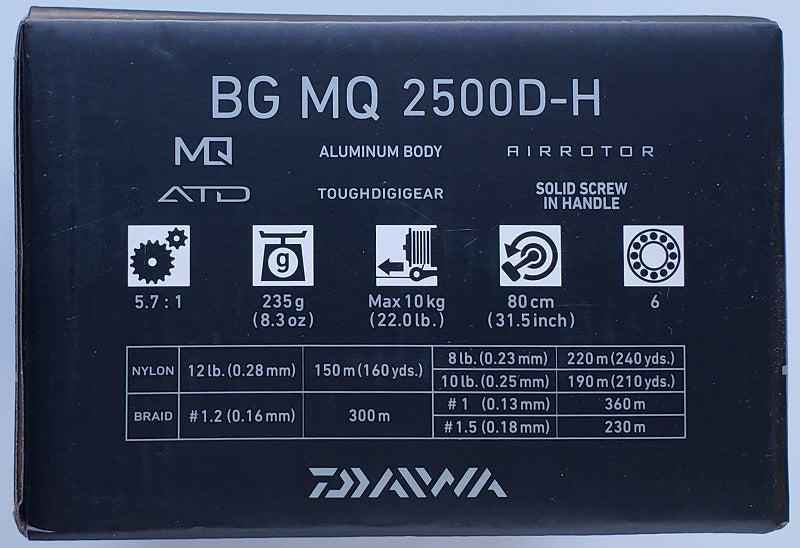 BG MQ 2500D-H
MQ ALUMINUM BODY AIRROTOR
ATD TOUGHDIGIGEAR SOLID SCREW
IN HANDLE
g
5.7 : 1 235 g Max 10 kg 80 cm 6
(8.3 oz) (22.0 lb.) (31.5 inch)
NYLON 12 lb. (0.28 mm) 150 m (160 yds.) 8 lb. (0.23 mm) 220 m (240 yds.)
10 lb. (0.25 mm) 190 m (210 yds.)
BRAID #1.2 (0.16 mm) 300 m #1 (0.13 mm) 360 m
#1.5 (0.18 mm) 230 m
DAIWA